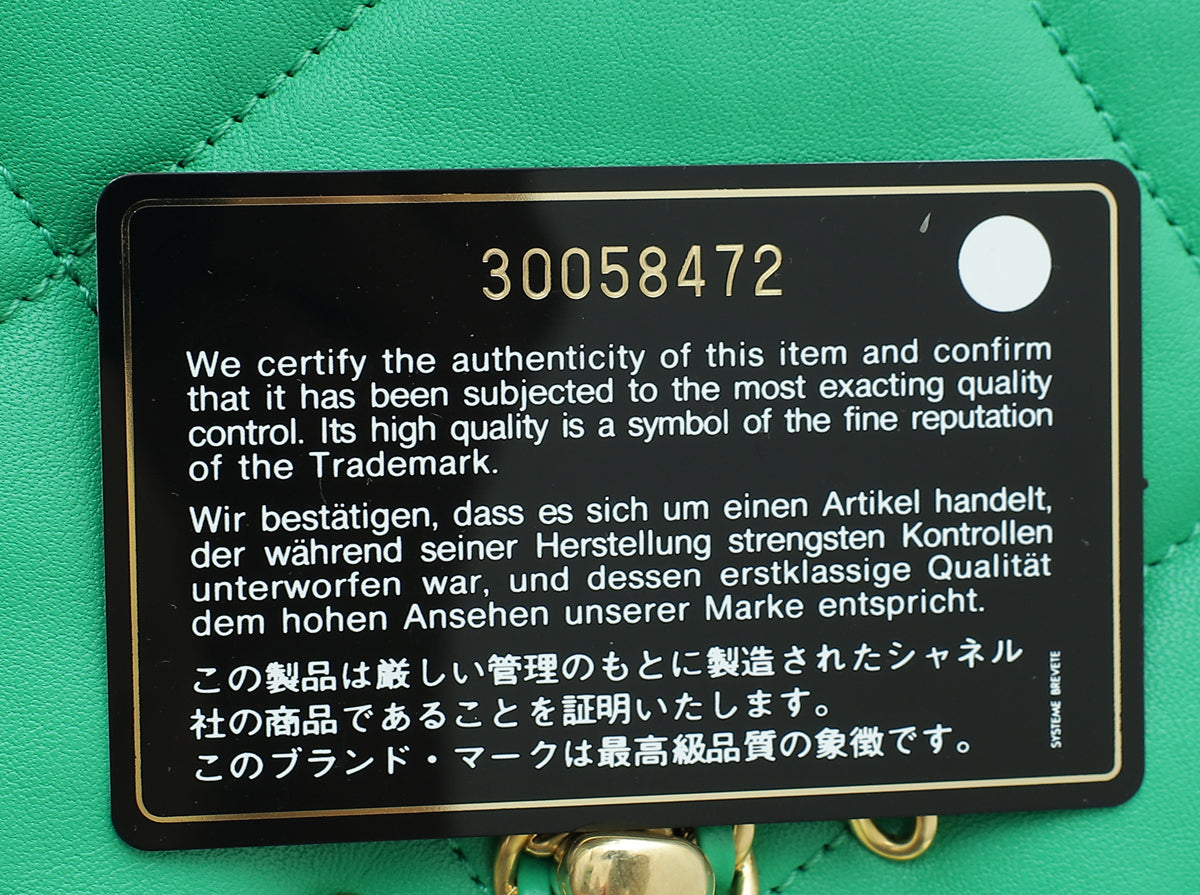 30058472
We certify the authenticity of this item and confirm
that it has been subjected to the most exacting quality
control. Its high quality is a symbol of the fine reputation
of the Trademark.
Wir bestätigen, dass es sich um einen Artikel handelt,
der während seiner Herstellung strengsten Kontrollen
unterworfen war, und dessen erstklassige Qualität
dem hohen Ansehen unserer Marke entspricht.
この製品は厳しい管理のもとに製造されたシャネル
社の商品であることを証明いたします。
このブランド・マークは最高級品質の象徴です。
SYSTEME BREVETE